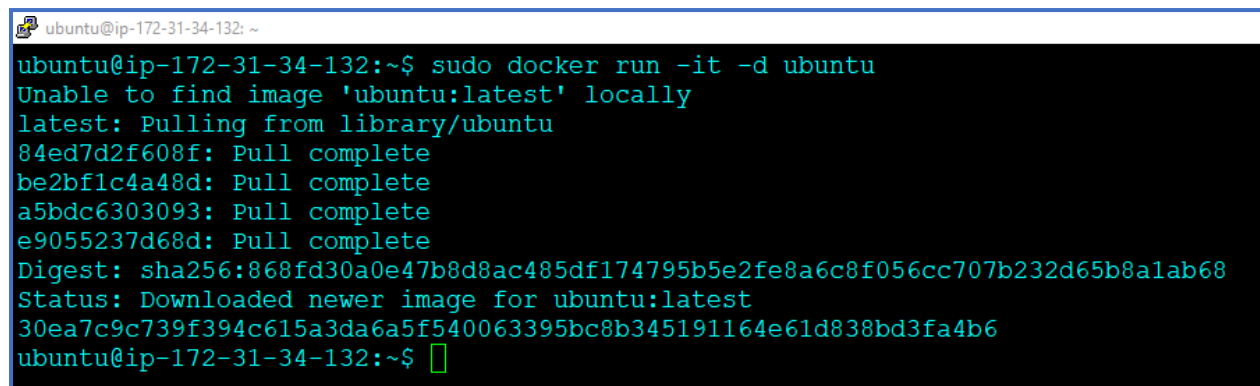 ubuntu@ip-172-31-34-132: ~
ubuntu@ip-172-31-34-132:~$ sudo docker run -it -d ubuntu
Unable to find image 'ubuntu:latest' locally
latest: Pulling from library/ubuntu
84ed7d2f608f: Pull complete
be2bf1c4a48d: Pull complete
a5bdc6303093: Pull complete
e9055237d68d: Pull complete
Digest: sha256:868fd30a0e47b8d8ac485df174795b5e2fe8a6c8f056cc707b232d65b8a1ab68
Status: Downloaded newer image for ubuntu:latest
30ea7c9c739f394c615a3da6a5f540063395bc8b345191164e61d838bd3fa4b6
ubuntu@ip-172-31-34-132:~$